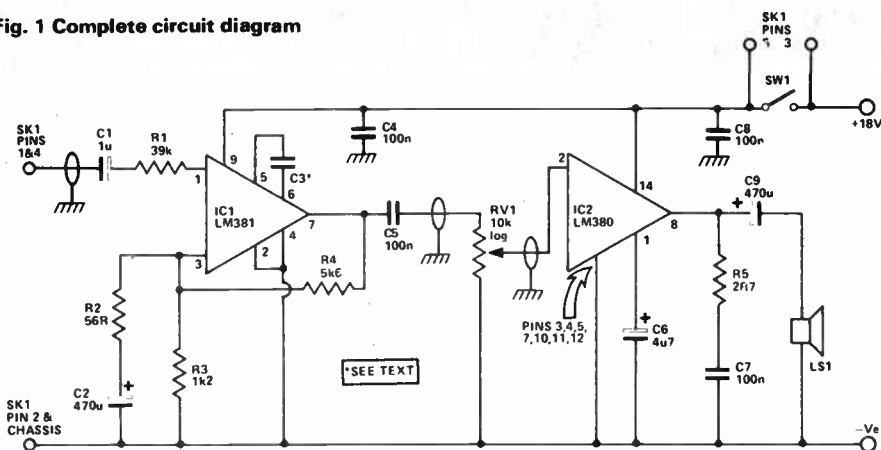 Fig. 1 Complete circuit diagram
SK1
PINS
3
SW1
+18V
SK1
PINS
1&4
C1
1u
R1
39k
9
C4
100n
C8
100n
5
C3*
6
1
IC1
LM381
7
4
2
3
C5
100n
RV1
10k
log
2
IC2
LM380
14
8
1
C9
470u
+
R4
5k6
R2
56R
R5
2R7
PINS 3,4,5,
7,10,11,12
+
C6
4u7
LS1
+
C2
470u
R3
1k2
*SEE TEXT
C7
100n
SK1
PIN 2 &
CHASSIS
-Ve